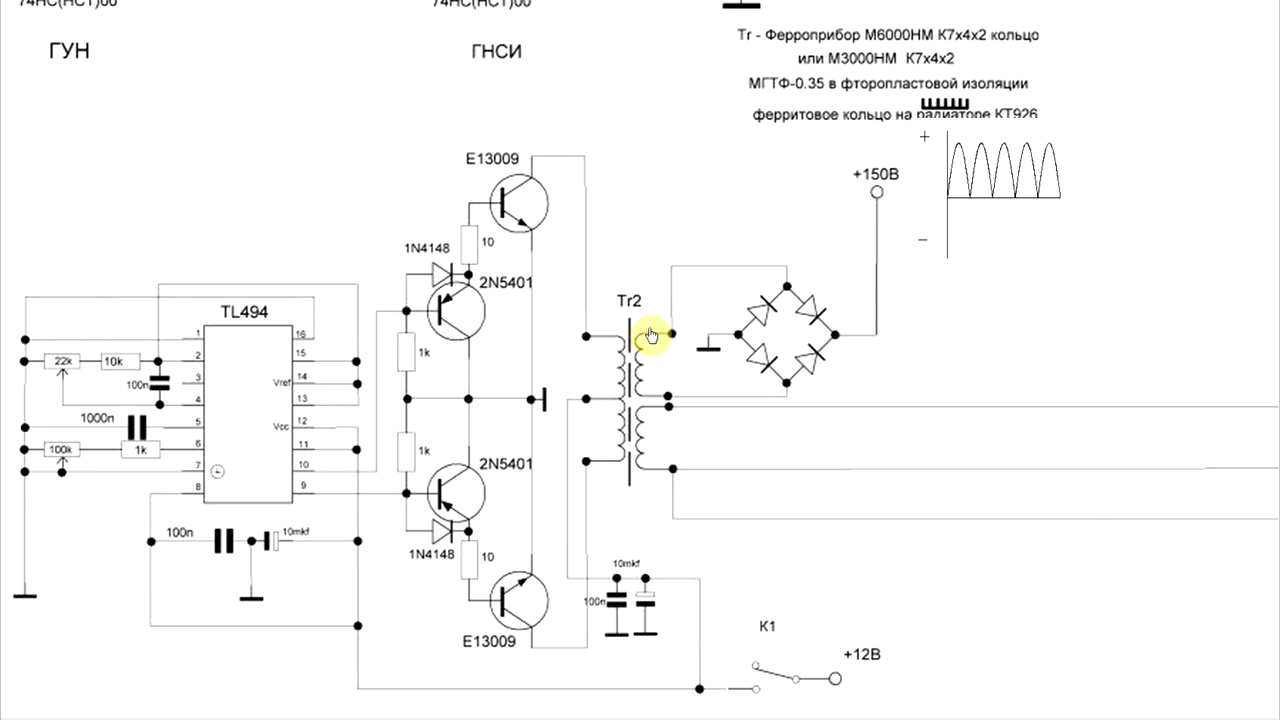 74HC(HCT)00
74HC(HCT)00
ГУН
ГНСИ
Tr - Ферроприбор М6000НМ К7х4х2 кольцо
или М3000НМ К7х4х2
МГТФ-0.35 в фторопластовой изоляции
ферритовое кольцо на радиаторе КТ926
+
−
+150В
E13009
10
1N4148
2N5401
1k
Tr2
TL494
1
2
3
4
5
6
7
8
16
15
Vref 14
13
Vcc 12
11
10
9
22k
10k
100n
1000n
100k
1k
1k
2N5401
1N4148
10
E13009
100n
10mkf
10mkf
100n
К1
+12В